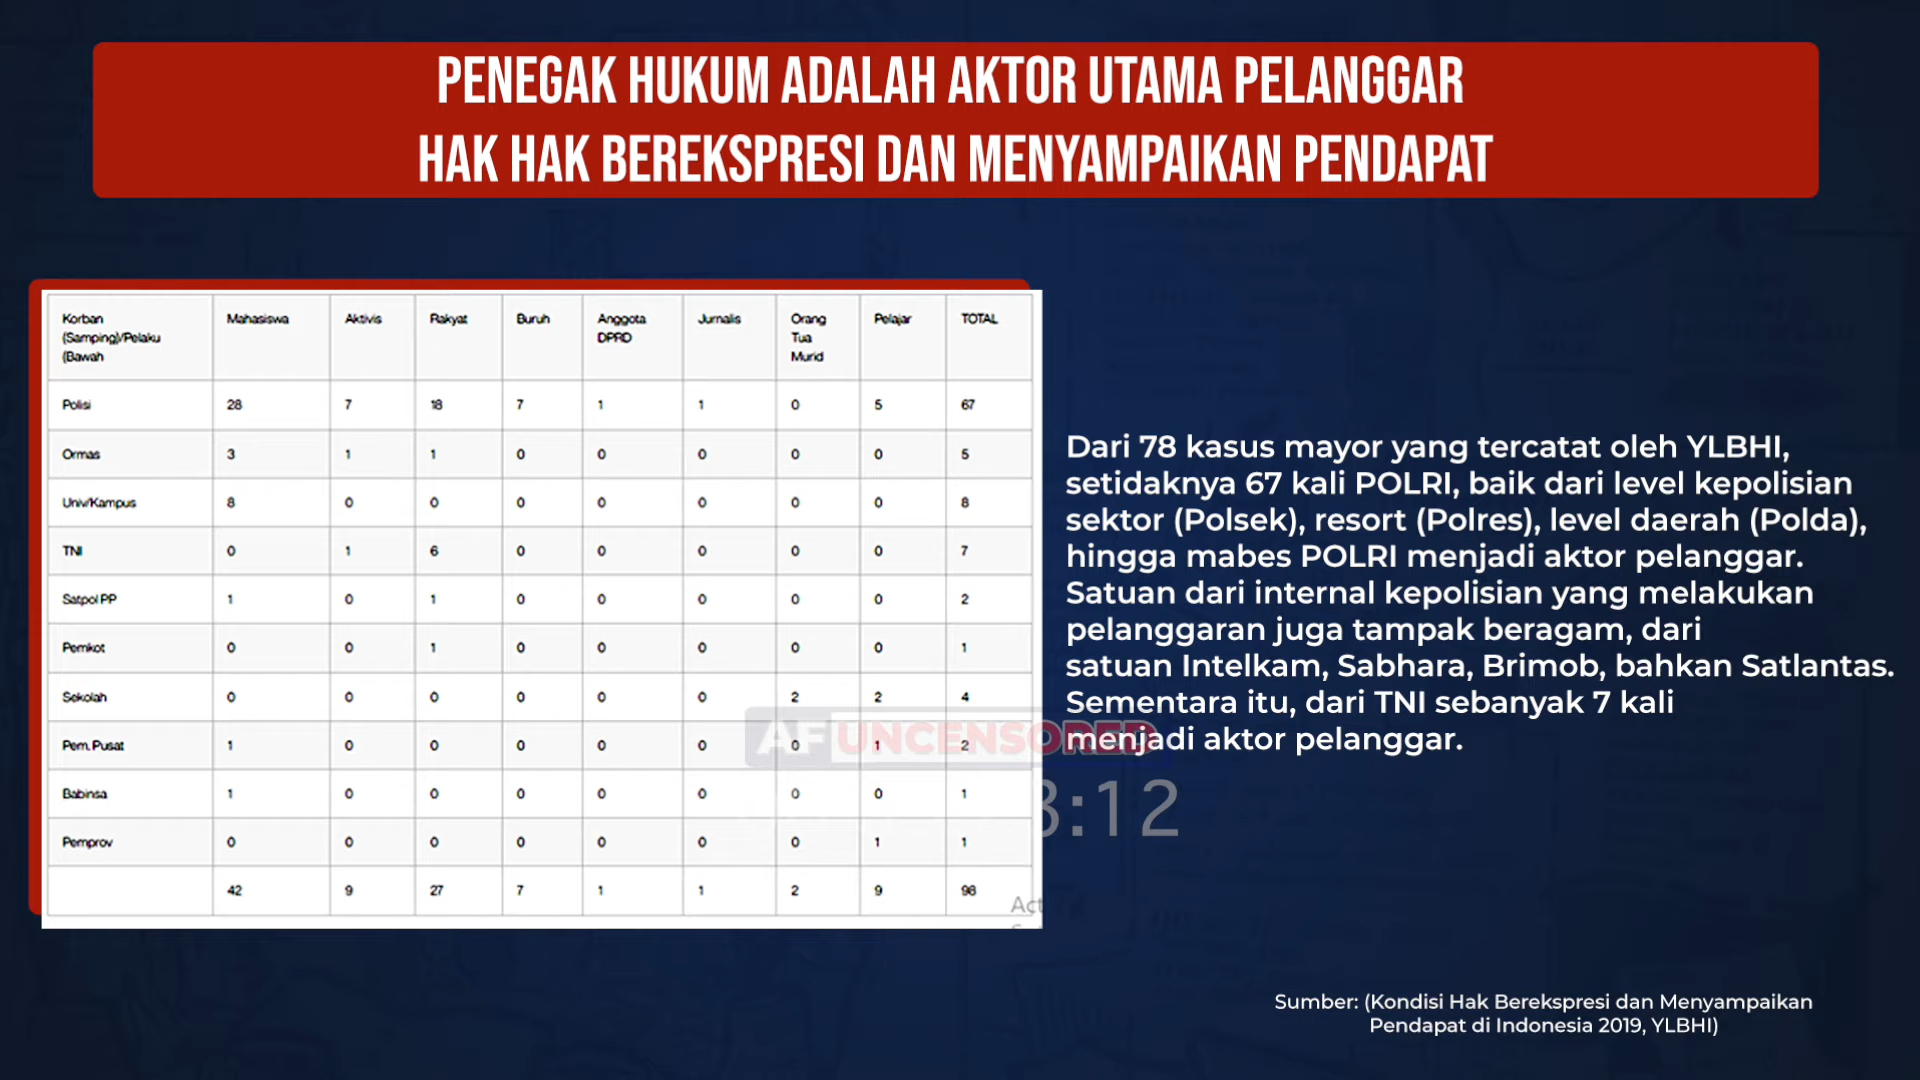 PENEGAK HUKUM ADALAH AKTOR UTAMA PELANGGAR
HAK HAK BEREKSPRESI DAN MENYAMPAIKAN PENDAPAT
Korban (Samping)/Pelaku (Bawah Mahasiswa Aktivis Rakyat Buruh Anggota DPRD Jurnalis Orang Tua Murid Pelajar TOTAL
Polisi 28 7 18 7 1 1 0 5 67
Ormas 3 1 1 0 0 0 0 0 5
Univ/Kampus 8 0 0 0 0 0 0 0 8
TNI 0 1 6 0 0 0 0 0 7
Satpol PP 1 0 1 0 0 0 0 0 2
Pemkot 0 0 1 0 0 0 0 0 1
Sekolah 0 0 0 0 0 0 2 2 4
Pem. Pusat 1 0 0 0 0 0 0 1 2
Babinsa 1 0 0 0 0 0 0 0 1
Pemprov 0 0 0 0 0 0 0 1 1
42 9 27 7 1 1 2 9 98
Dari 78 kasus mayor yang tercatat oleh YLBHI,
setidaknya 67 kali POLRI, baik dari level kepolisian
sektor (Polsek), resort (Polres), level daerah (Polda),
hingga mabes POLRI menjadi aktor pelanggar.
Satuan dari internal kepolisian yang melakukan
pelanggaran juga tampak beragam, dari
satuan Intelkam, Sabhara, Brimob, bahkan Satlantas.
Sementara itu, dari TNI sebanyak 7 kali
menjadi aktor pelanggar.
AF UNCENSORED
3:12
Sumber: (Kondisi Hak Berekspresi dan Menyampaikan
Pendapat di Indonesia 2019, YLBHI)